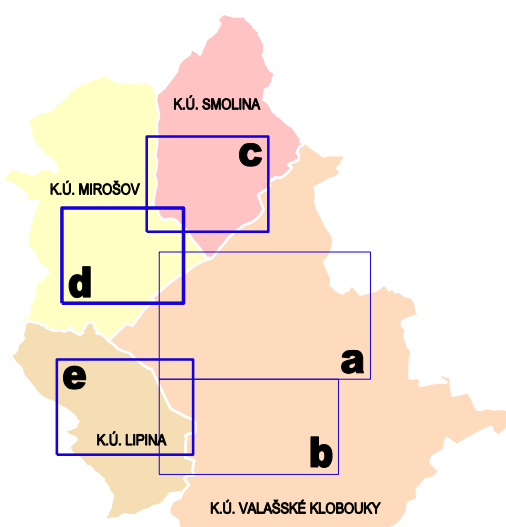 K.Ú. SMOLINA
c
K.Ú. MIROŠOV
d
a
e
K.Ú. LIPINA
b
K.Ú. VALAŠSKÉ KLOBOUKY